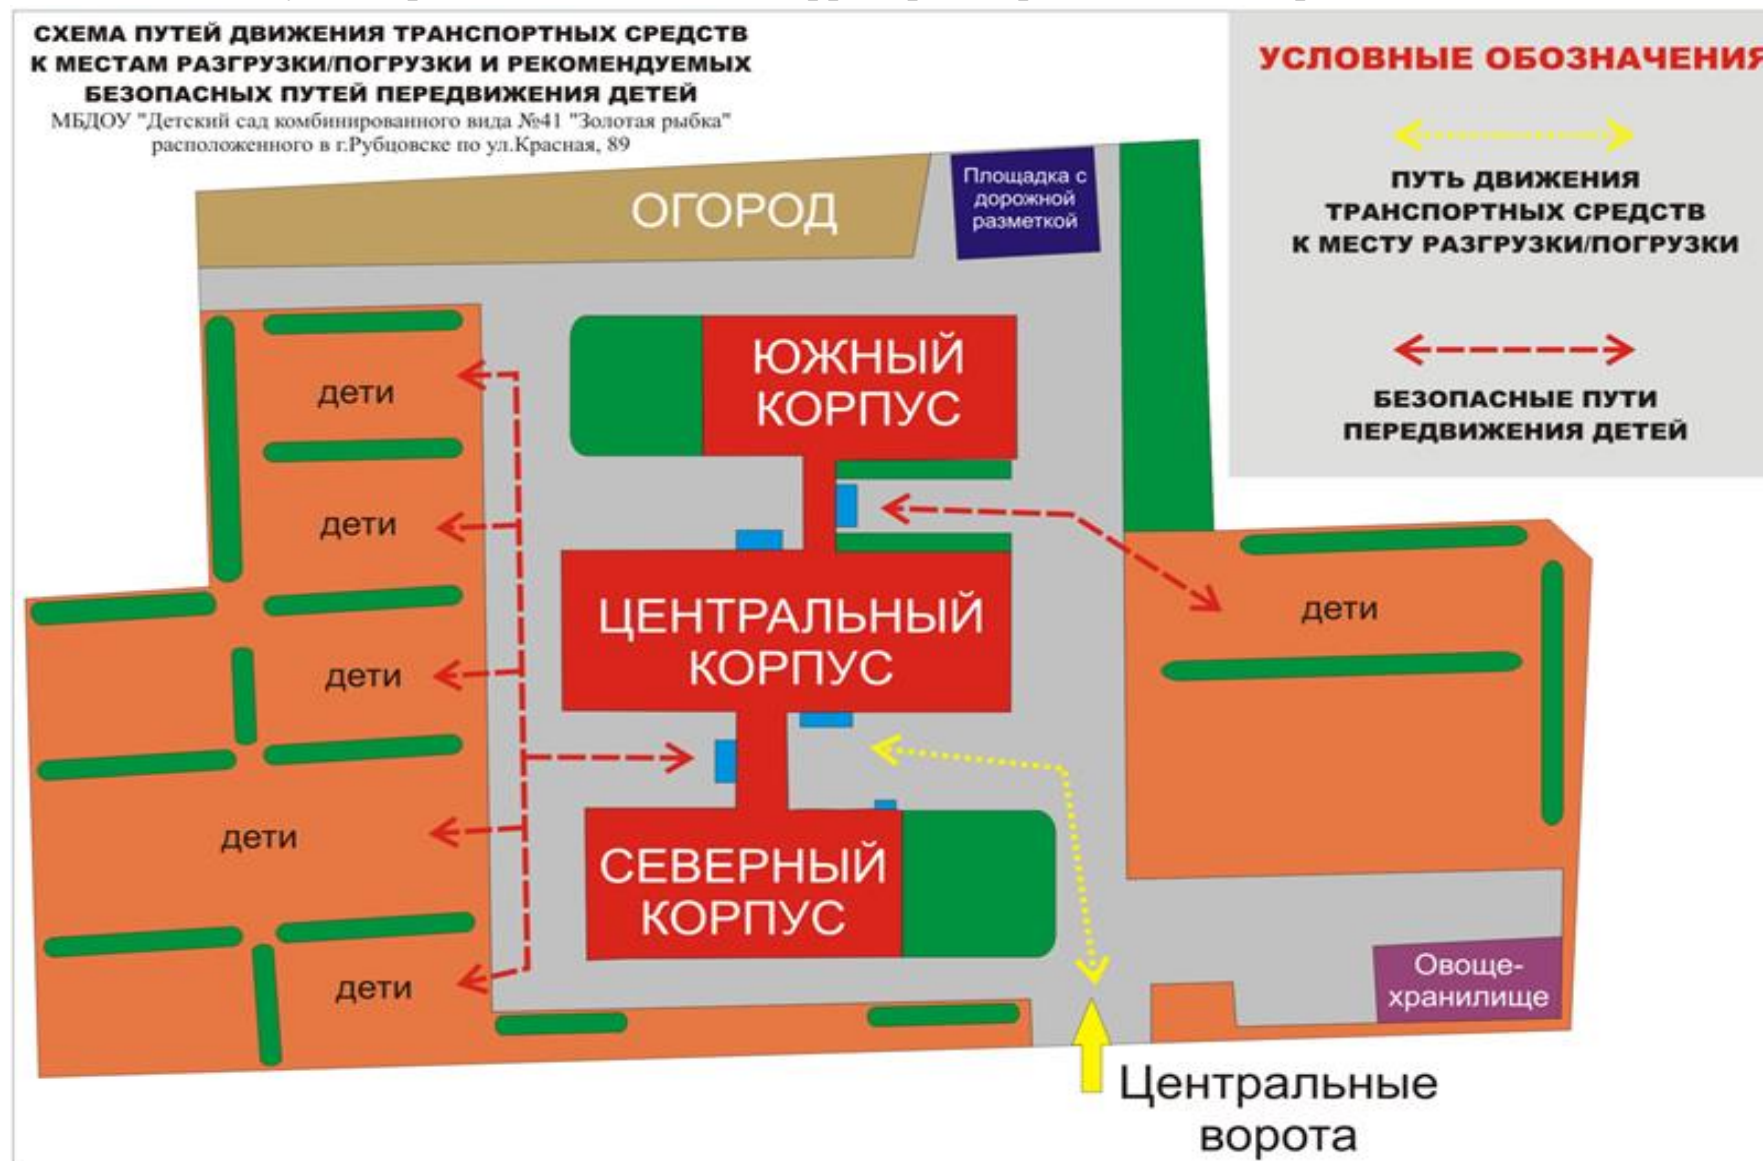 СХЕМА ПУТЕЙ ДВИЖЕНИЯ ТРАНСПОРТНЫХ СРЕДСТВ
К МЕСТАМ РАЗГРУЗКИ/ПОГРУЗКИ И РЕКОМЕНДУЕМЫХ
БЕЗОПАСНЫХ ПУТЕЙ ПЕРЕДВИЖЕНИЯ ДЕТЕЙ
МБДОУ "Детский сад комбинированного вида №41 "Золотая рыбка"
расположенного в г.Рубцовске по ул.Красная, 89
УСЛОВНЫЕ ОБОЗНАЧЕНИЯ
ПУТЬ ДВИЖЕНИЯ
ТРАНСПОРТНЫХ СРЕДСТВ
К МЕСТУ РАЗГРУЗКИ/ПОГРУЗКИ
БЕЗОПАСНЫЕ ПУТИ
ПЕРЕДВИЖЕНИЯ ДЕТЕЙ
ОГОРОД
Площадка с
дорожной
разметкой
ЮЖНЫЙ
КОРПУС
дети
дети
ЦЕНТРАЛЬНЫЙ
КОРПУС
дети
дети
дети
СЕВЕРНЫЙ
КОРПУС
дети
Овоще-
хранилище
Центральные
ворота